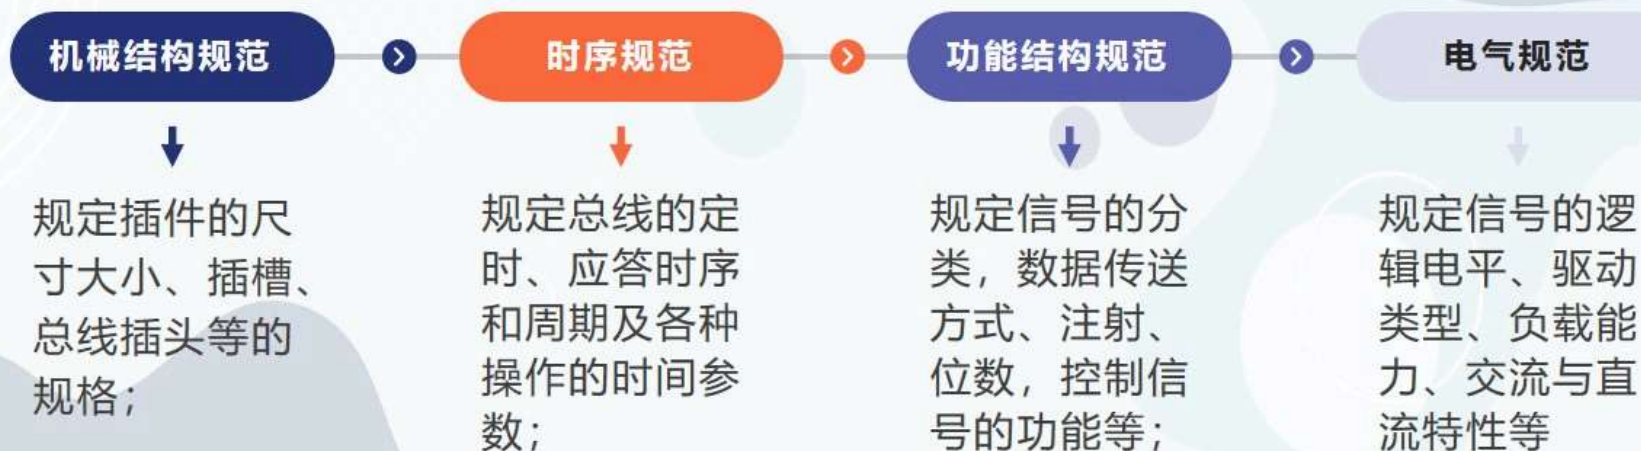 机械结构规范
时序规范
功能结构规范
电气规范
规定插件的尺
寸大小、插槽、
总线插头等的
规格；
规定总线的定
时、应答时序
和周期及各种
操作的时间参
数；
规定信号的分
类，数据传送
方式、注射、
位数，控制信
号的功能等；
规定信号的逻
辑电平、驱动
类型、负载能
力、交流与直
流特性等